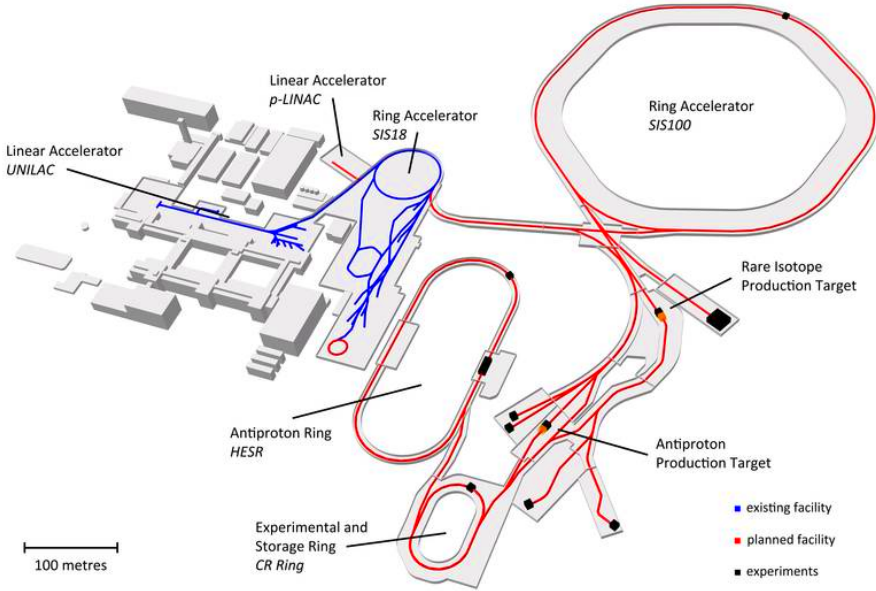 Linear Accelerator
p-LINAC
Ring Accelerator
SIS18
Ring Accelerator
SIS100
Linear Accelerator
UNILAC
Rare Isotope
Production Target
Antiproton Ring
HESR
Antiproton
Production Target
Experimental and
Storage Ring
CR Ring
existing facility
planned facility
experiments
100 metres